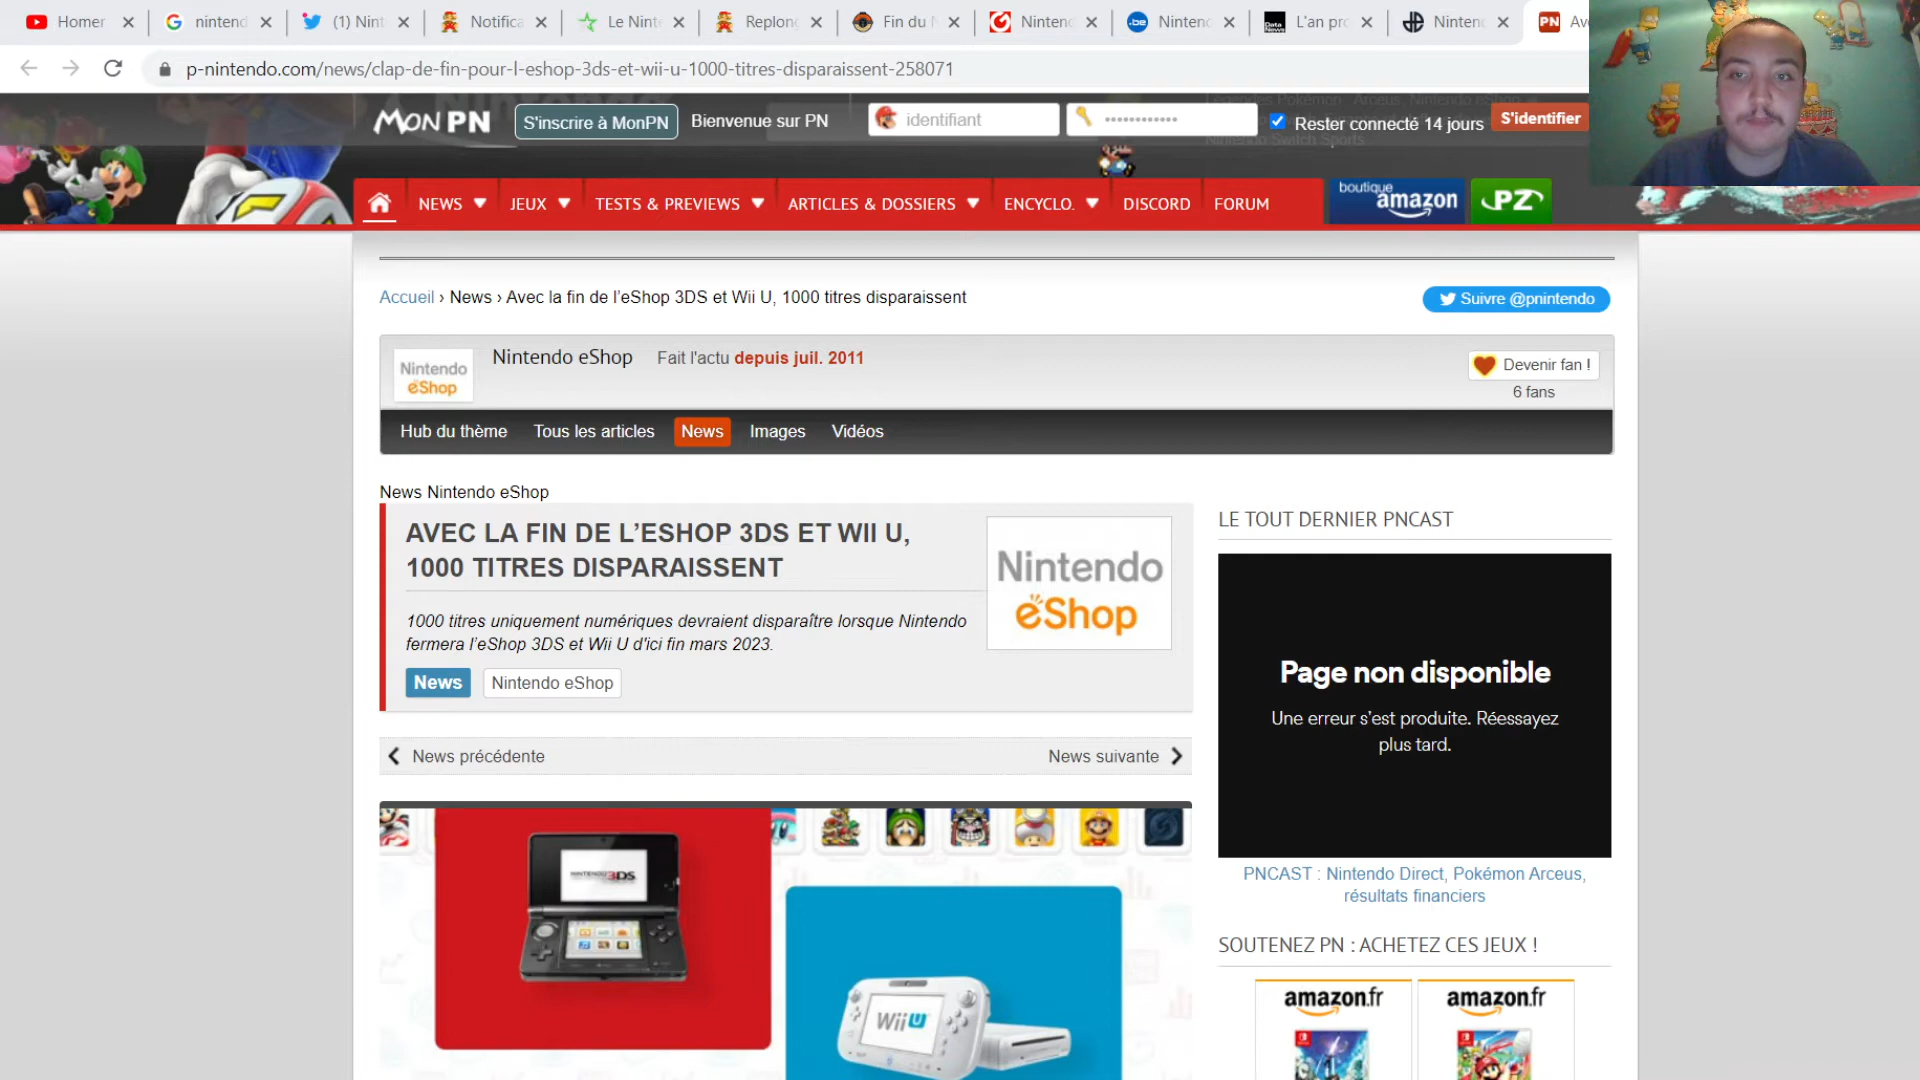 Homer
nintend
(1) Nint
Notifica
Le Ninte
Replong
Fin du
Nintend
.be
Nintend
Data News
L'an pro
Ninten
PN
p-nintendo.com/news/clap-de-fin-pour-l-eshop-3ds-et-wii-u-1000-titres-disparaissent-258071
MON PN
S'inscrire à MonPN
Bienvenue sur PN
identifiant
Rester connecté 14 jours
S'identifier
NEWS
JEUX
TESTS & PREVIEWS
ARTICLES & DOSSIERS
ENCYCLO.
DISCORD
FORUM
boutique
amazon
PZ
Accueil › News › Avec la fin de l’eShop 3DS et Wii U, 1000 titres disparaissent
Suivre @pnintendo
Nintendo
eShop
Nintendo eShop
Fait l'actu depuis juil. 2011
Devenir fan !
6 fans
Hub du thème
Tous les articles
News
Images
Vidéos
News Nintendo eShop
AVEC LA FIN DE L’ESHOP 3DS ET WII U,
1000 TITRES DISPARAISSENT
1000 titres uniquement numériques devraient disparaître lorsque Nintendo
fermera l’eShop 3DS et Wii U d'ici fin mars 2023.
News
Nintendo eShop
Nintendo
eShop
News précédente
News suivante
NINTENDO3DS
Wii U
LE TOUT DERNIER PNCAST
Page non disponible
Une erreur s’est produite. Réessayez
plus tard.
PNCAST : Nintendo Direct, Pokémon Arceus,
résultats financiers
SOUTENEZ PN : ACHETEZ CES JEUX !
amazon.fr
amazon.fr